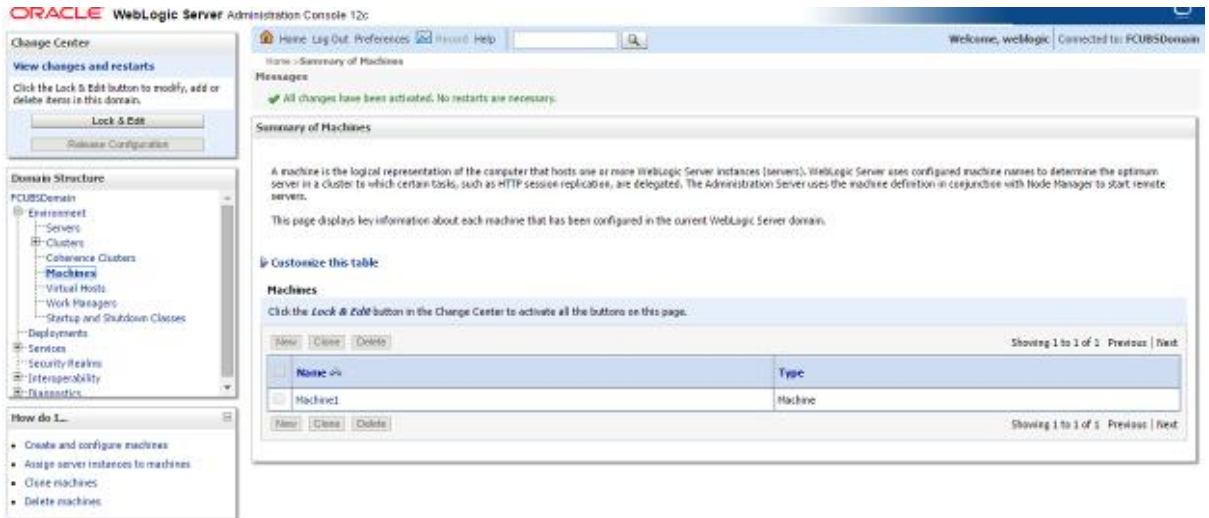 ORACLE WebLogic Server Administration Console 12c
Change Center
View changes and restarts
Click the Lock & Edit button to modify, add or
delete items in this domain.
Lock & Edit
Release Configuration
Domain Structure
FCUBSDomain
Environment
Servers
Clusters
Coherence Clusters
Machines
Virtual Hosts
Work Managers
Startup and Shutdown Classes
Deployments
Services
Security Realms
Interoperability
Diagnostics
How do I...
Create and configure machines
Assign server instances to machines
Clone machines
Delete machines
Home Log Out Preferences Record Help
Welcome, weblogic Connected to: FCUBSDomain
Home > Summary of Machines
Messages
All changes have been activated. No restarts are necessary.
Summary of Machines
A machine is the logical representation of the computer that hosts one or more WebLogic Server instances (servers). WebLogic Server uses configured machine names to determine the optimum
server in a cluster to which certain tasks, such as HTTP session replication, are delegated. The Administration Server uses the machine definition in conjunction with Node Manager to start remote
servers.
This page displays key information about each machine that has been configured in the current WebLogic Server domain.
Customize this table
Machines
Click the Lock & Edit button in the Change Center to activate all the buttons on this page.
New Clone Delete Showing 1 to 1 of 1 Previous | Next
Name Type
Machine1 Machine
New Clone Delete Showing 1 to 1 of 1 Previous | Next